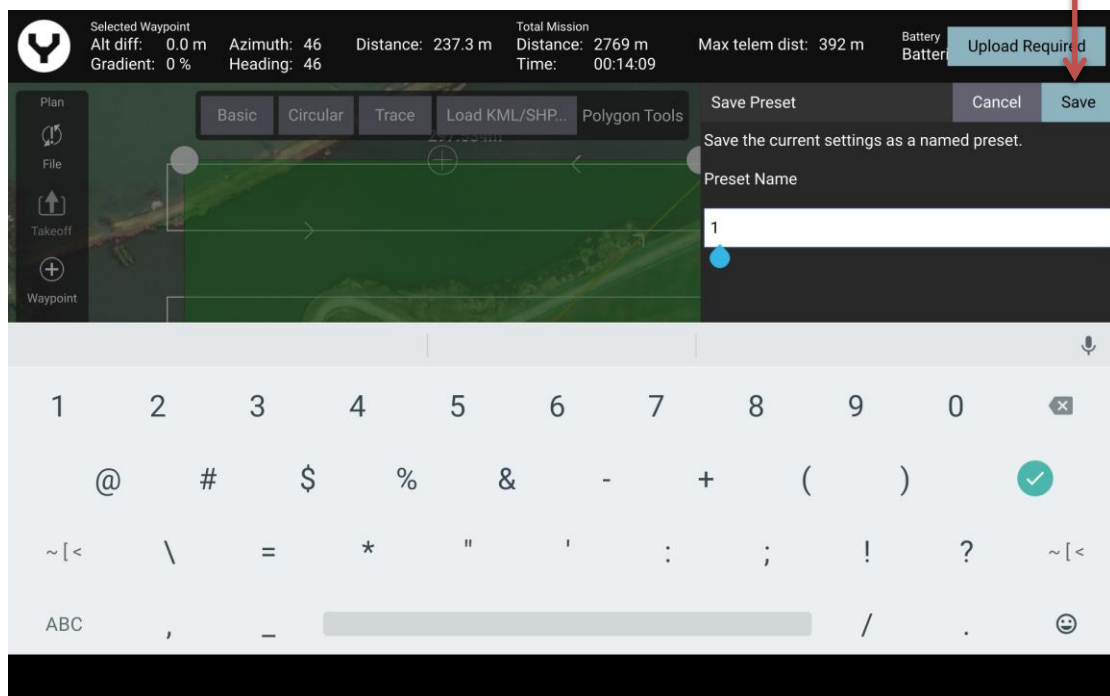 Selected Waypoint
Alt diff: 0.0 m Azimuth: 46 Distance: 237.3 m
Gradient: 0 % Heading: 46
Total Mission
Distance: 2769 m Max telem dist: 392 m
Time: 00:14:09
Battery
Batteri
Upload Required
Plan
File
Takeoff
Waypoint
Basic Circular Trace Load KML/SHP... Polygon Tools
Save Preset Cancel Save
Save the current settings as a named preset.
Preset Name
1
1 2 3 4 5 6 7 8 9 0
@ # $ % & - + ( )
~ [ < \ = * " ' : ; ! ? ~ [ <
ABC , _ / .